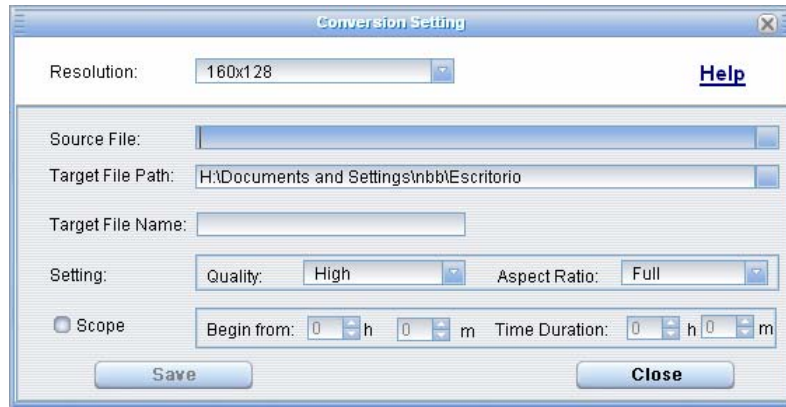 Conversion Setting
Resolution: 160x128 Help
Source File:
Target File Path: H:\Documents and Settings\nbb\Escritorio
Target File Name:
Setting: Quality: High Aspect Ratio: Full
Scope Begin from: 0 h 0 m Time Duration: 0 h 0 m
Save Close